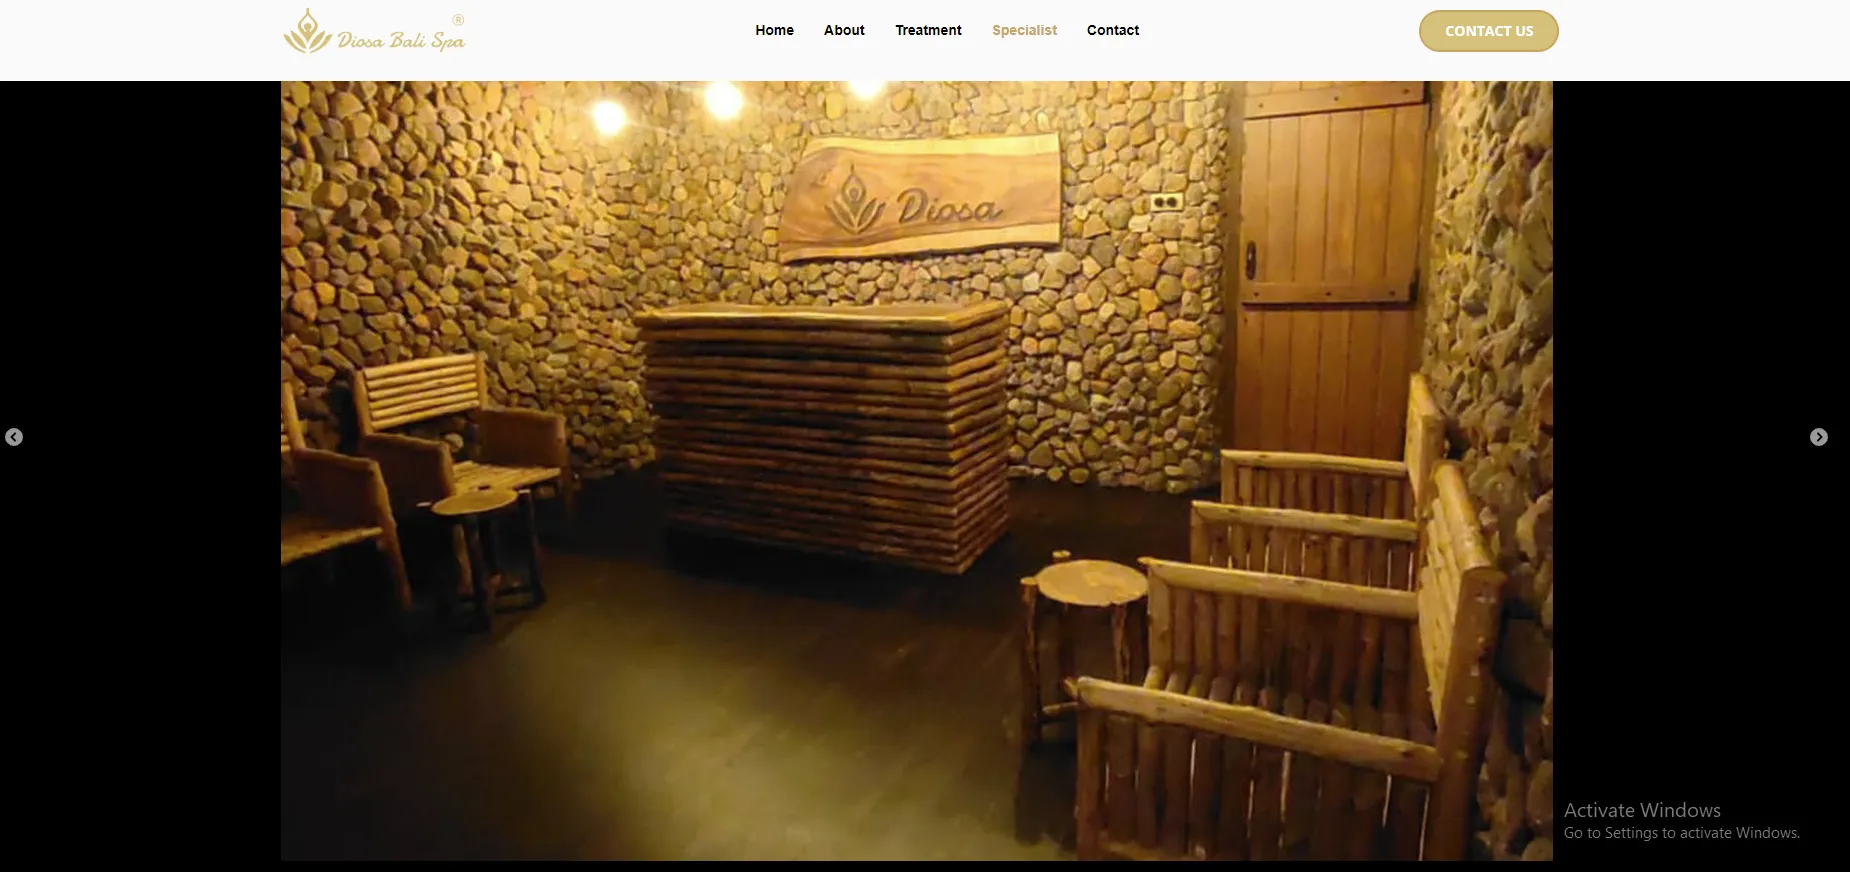 Diosa Bali Spa ®
Home About Treatment Specialist Contact
CONTACT US
Diosa
Activate Windows
Go to Settings to activate Windows.